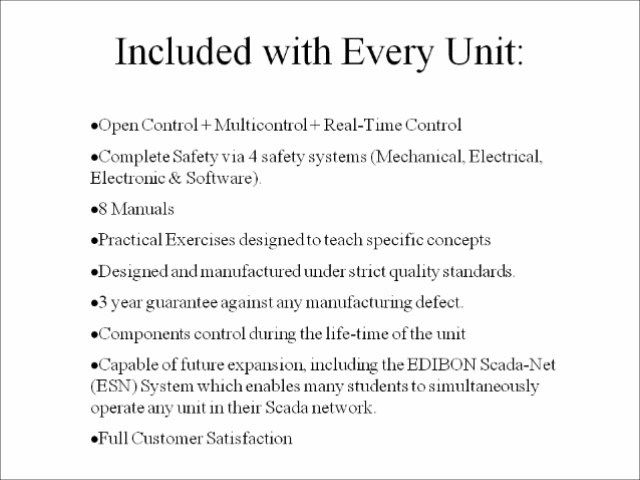 Included with Every Unit:
•Open Control + Multicontrol + Real-Time Control
•Complete Safety via 4 safety systems (Mechanical, Electrical,
Electronic & Software).
•8 Manuals
•Practical Exercises designed to teach specific concepts
•Designed and manufactured under strict quality standards.
•3 year guarantee against any manufacturing defect.
•Components control during the life-time of the unit
•Capable of future expansion, including the EDIBON Scada-Net
(ESN) System which enables many students to simultaneously
operate any unit in their Scada network.
•Full Customer Satisfaction